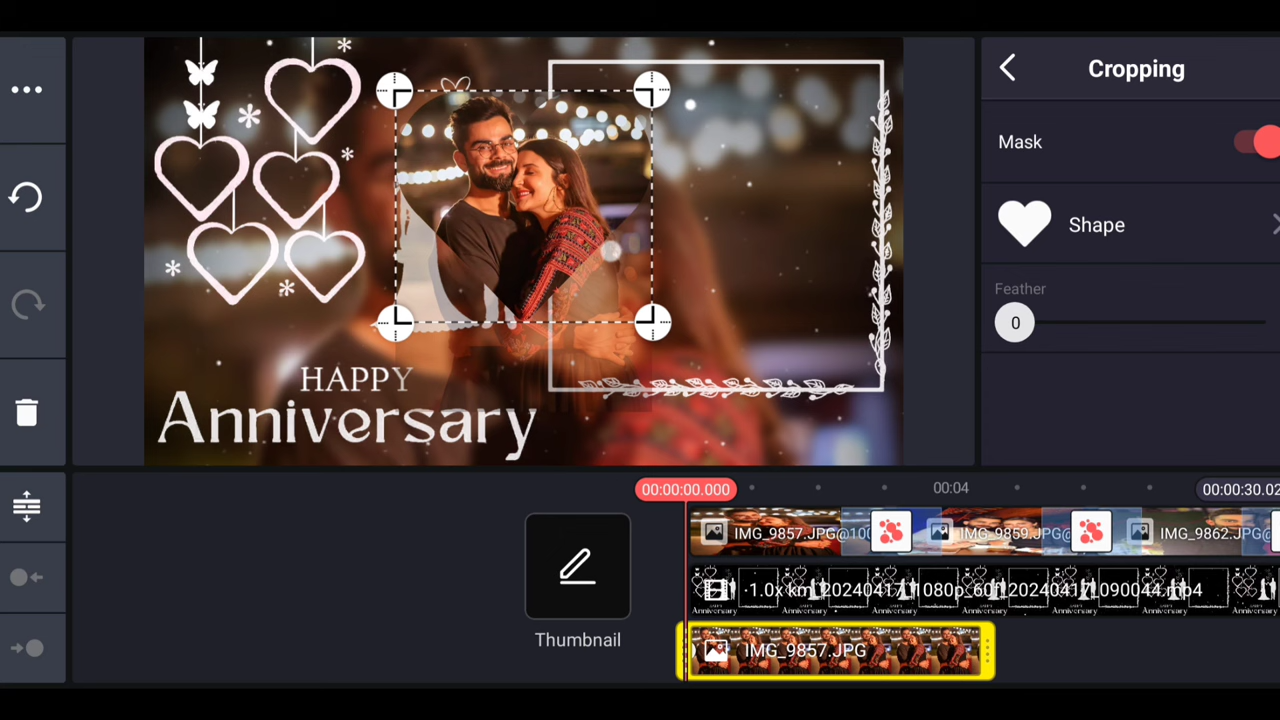 Cropping
Mask
Shape
Feather
0
HAPPY
Anniversary
00:00:00.000
00:04
00:00:30.02
IMG_9857.JPG@100
IMG_9859.JPG@
IMG_9862.JPG@
Thumbnail
IMG_9857.JPG